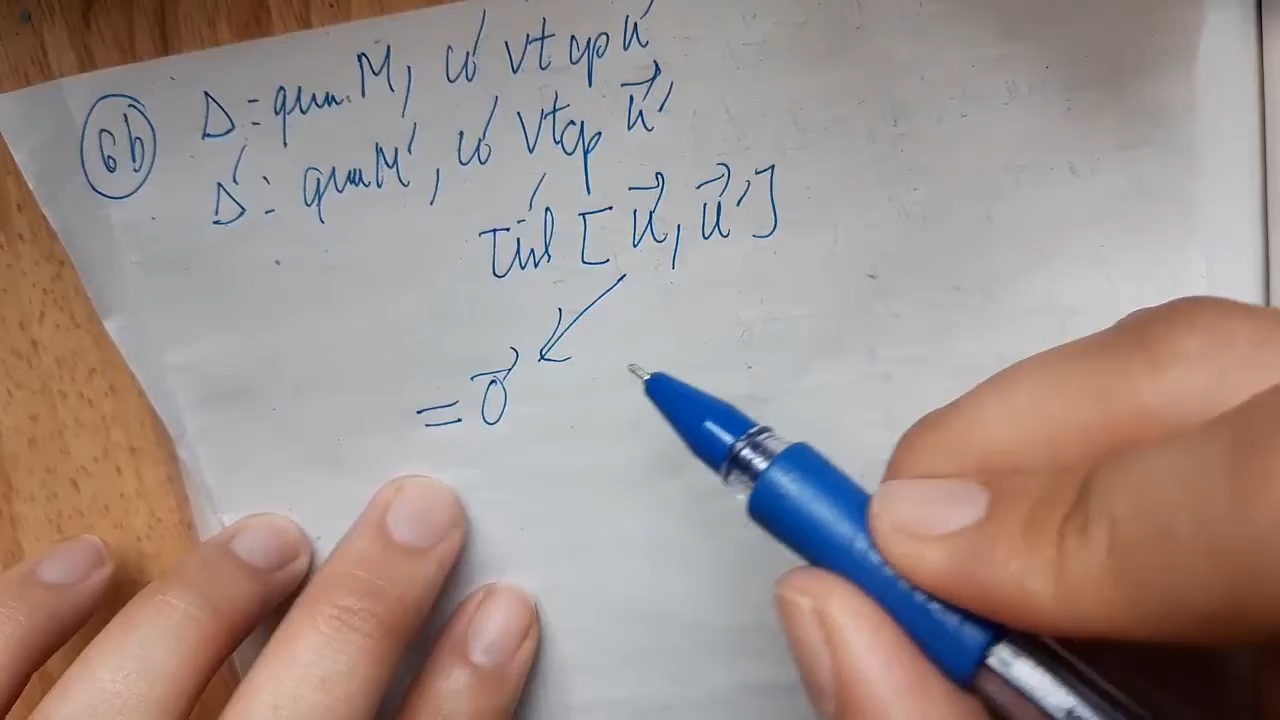 6b
Δ: qua M, có vtcp u⃗
Δ': qua M', có vtcp u⃗'
Tính [u⃗, u⃗']
= 0⃗